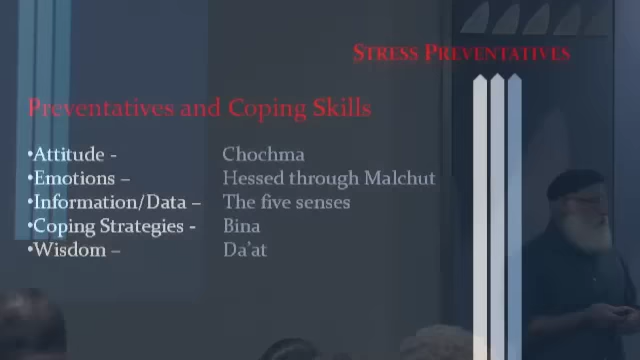 STRESS PREVENTATIVES
Preventatives and Coping Skills
•Attitude - Chochma
•Emotions – Hessed through Malchut
•Information/Data – The five senses
•Coping Strategies - Bina
•Wisdom – Da'at